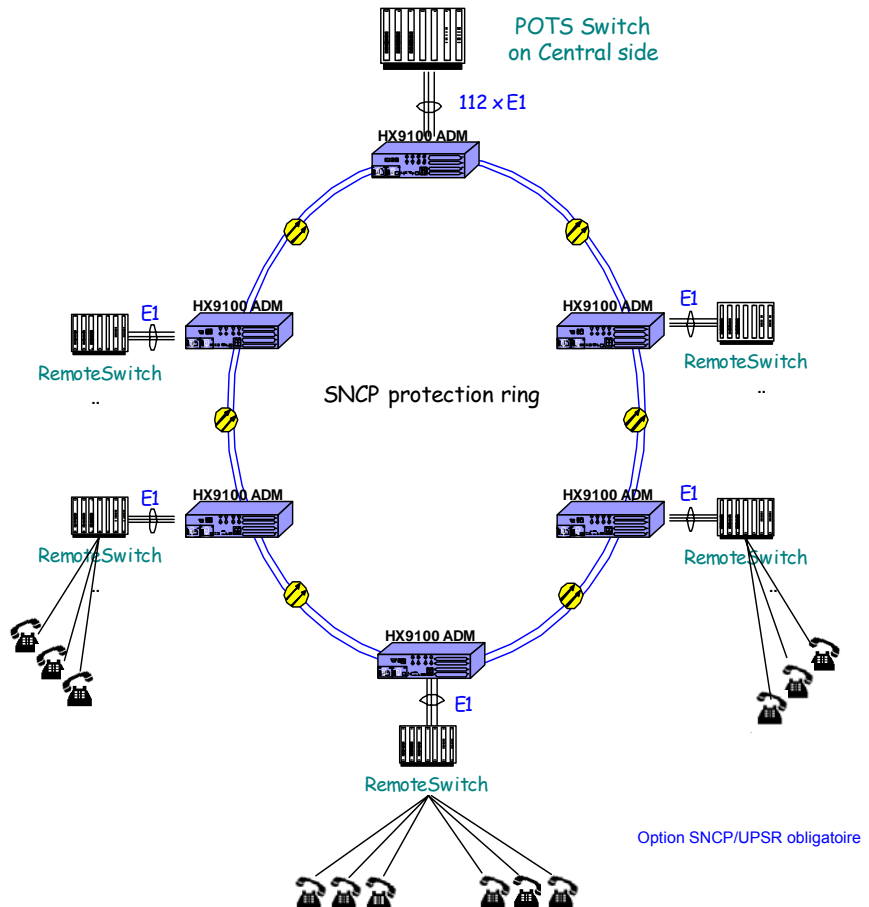 POTS Switch
on Central side
112 x E1
HX9100 ADM
HX9100 ADM
HX9100 ADM
E1
E1
RemoteSwitch
RemoteSwitch
..
..
SNCP protection ring
HX9100 ADM
HX9100 ADM
E1
E1
RemoteSwitch
RemoteSwitch
..
..
HX9100 ADM
E1
RemoteSwitch
Option SNCP/UPSR obligatoire